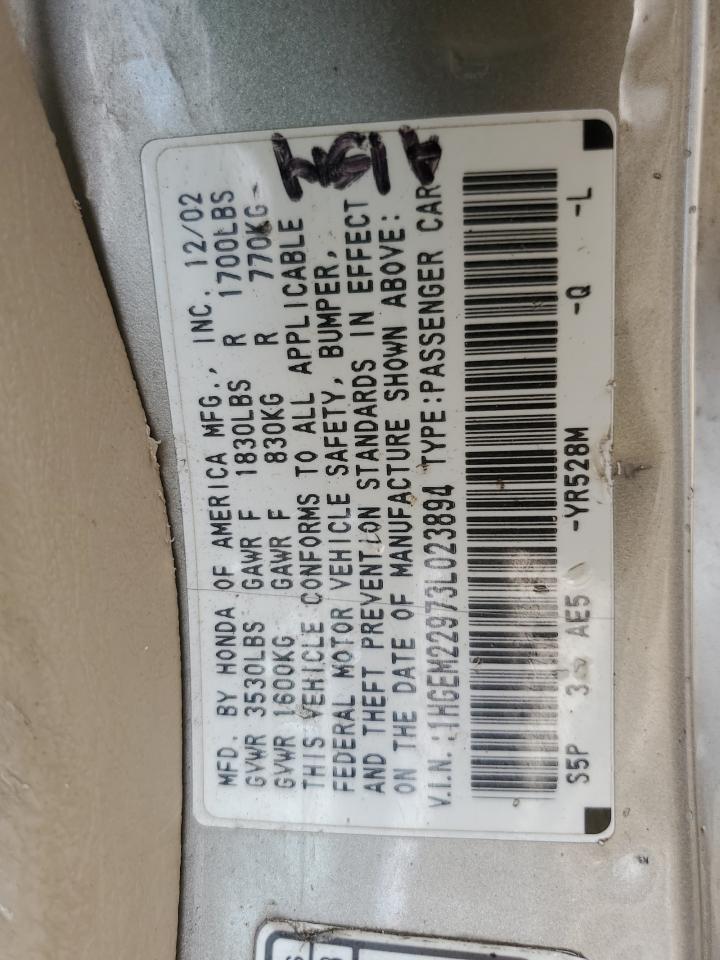 MFD. BY HONDA OF AMERICA MFG., INC. 12/02
GVWR 3530LBS GAWR F 1830LBS R 1700LBS
GVWR 1600KG GAWR F 830KG R 770KG
THIS VEHICLE CONFORMS TO ALL APPLICABLE
FEDERAL MOTOR VEHICLE SAFETY, BUMPER,
AND THEFT PREVENTION STANDARDS IN EFFECT
ON THE DATE OF MANUFACTURE SHOWN ABOVE:
V.I.N.:1HGEM22973L023894 TYPE:PASSENGER CAR
S5P 3 AE5 -YR528M -Q -L